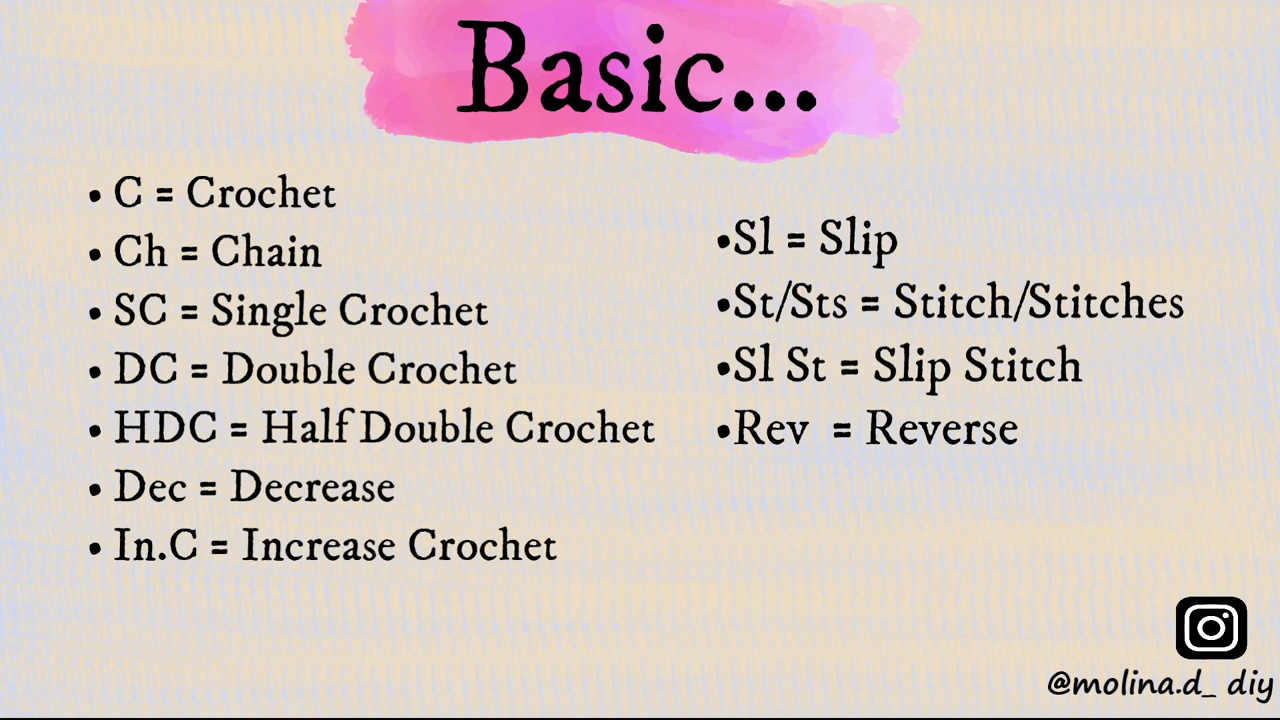 Basic...
• C = Crochet
• Ch = Chain
• SC = Single Crochet
• DC = Double Crochet
• HDC = Half Double Crochet
• Dec = Decrease
• In.C = Increase Crochet
•Sl = Slip
•St/Sts = Stitch/Stitches
•Sl St = Slip Stitch
•Rev = Reverse
@molina.d_ diy